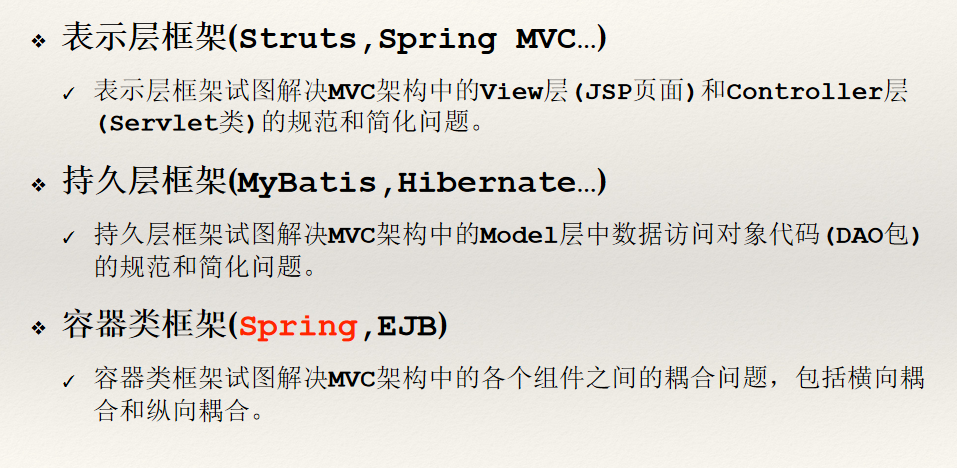 ❖ 表示层框架(Struts,Spring MVC…)
✓ 表示层框架试图解决MVC架构中的View层(JSP页面)和Controller层
(Servlet类)的规范和简化问题。
❖ 持久层框架(MyBatis,Hibernate…)
✓ 持久层框架试图解决MVC架构中的Model层中数据访问对象代码(DAO包)
的规范和简化问题。
❖ 容器类框架(Spring,EJB)
✓ 容器类框架试图解决MVC架构中的各个组件之间的耦合问题，包括横向耦
合和纵向耦合。